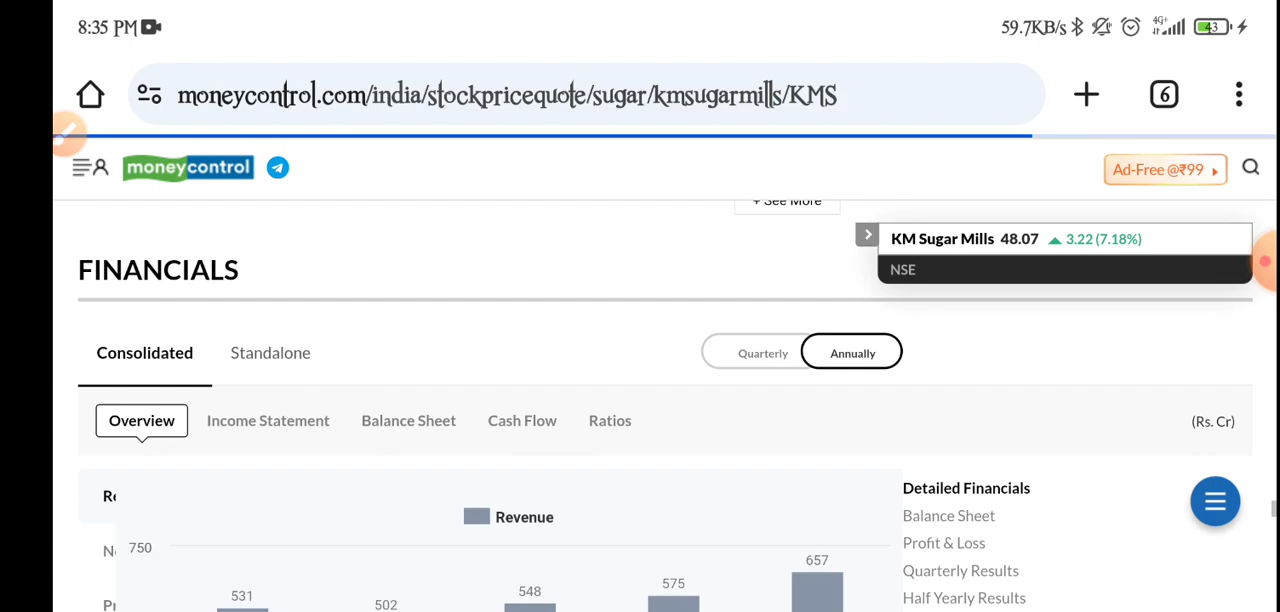 8:35 PM
59.7KB/s 4G+ 43
moneycontrol.com/india/stockpricequote/sugar/kmsugarmills/KMS
6
moneycontrol
Ad-Free @₹99
+ See More
KM Sugar Mills 48.07 3.22 (7.18%)
NSE
FINANCIALS
Consolidated Standalone
Quarterly Annually
Overview Income Statement Balance Sheet Cash Flow Ratios
(Rs. Cr)
Detailed Financials
Revenue
Balance Sheet
750
Profit & Loss
657
Quarterly Results
575
548
531
Half Yearly Results
502